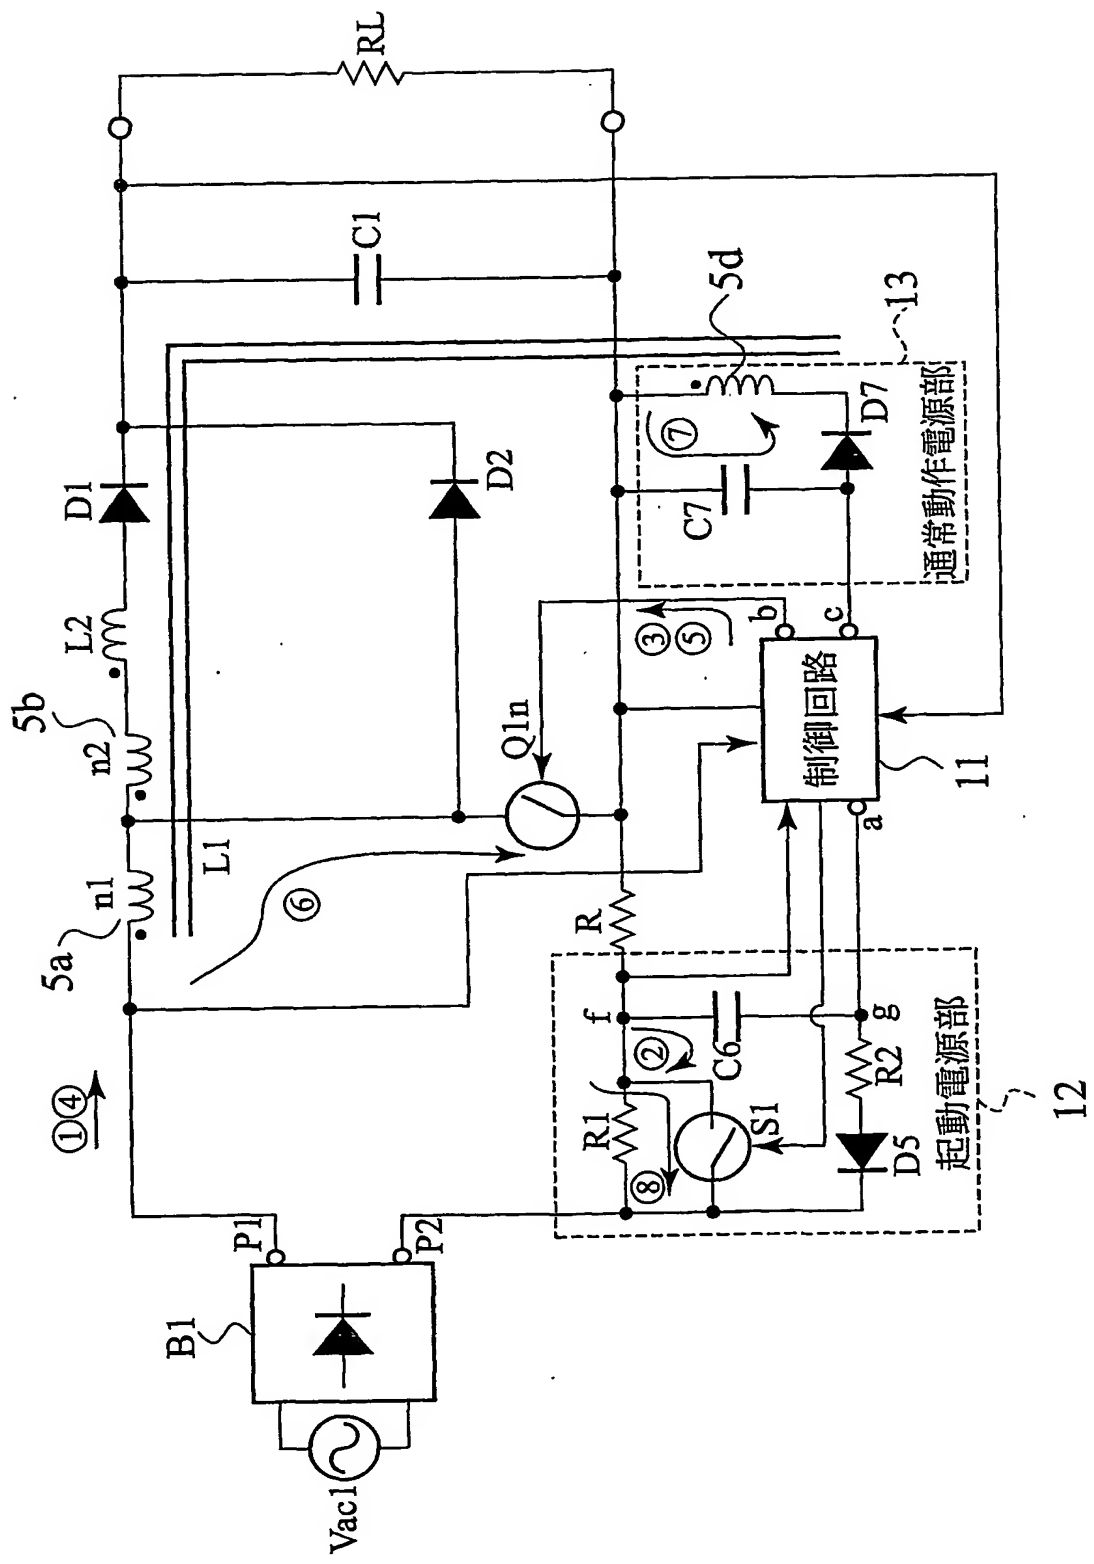 Vac1
B1
P1
P2
①④
5a
n1
n2
5b
L1
L2
D1
D2
⑥
Q1n
C1
RL
R
f
②
C6
R1
⑧
S1
g
R2
D5
起動電源部
12
a
制御回路
11
b
c
③
⑤
C7
⑦
5d
D7
通常動作電源部
13